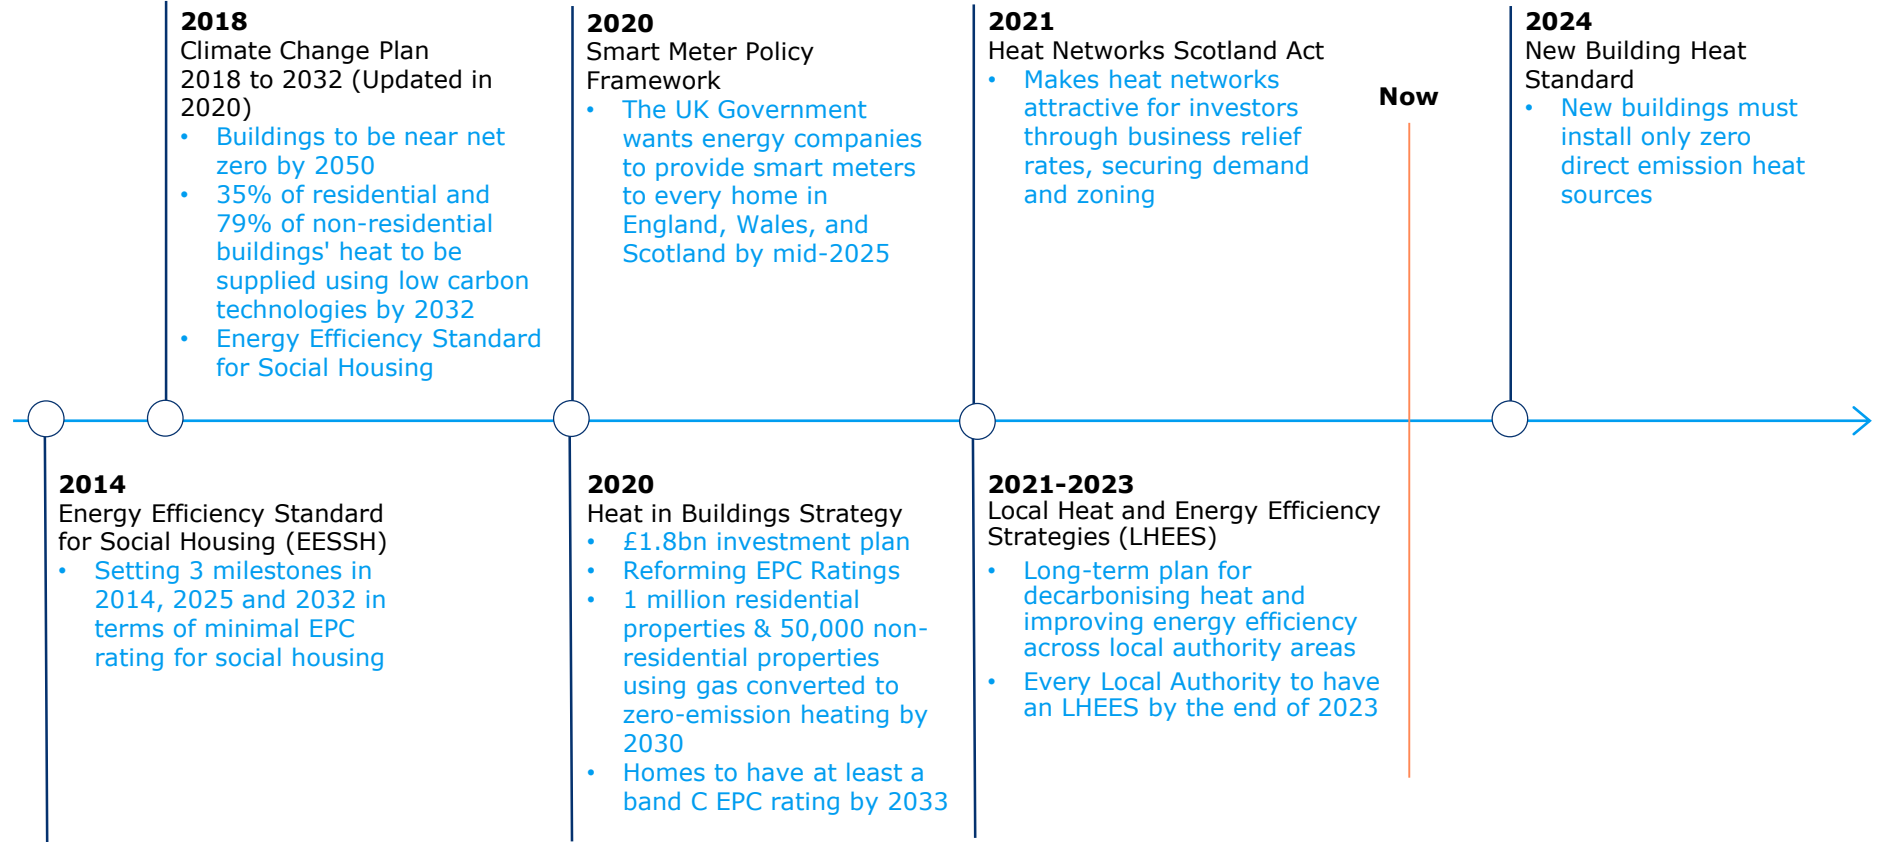 2018
Climate Change Plan
2018 to 2032 (Updated in
2020)
• Buildings to be near net
zero by 2050
• 35% of residential and
79% of non-residential
buildings' heat to be
supplied using low carbon
technologies by 2032
• Energy Efficiency Standard
for Social Housing
2020
Smart Meter Policy
Framework
• The UK Government
wants energy companies
to provide smart meters
to every home in
England, Wales, and
Scotland by mid-2025
2021
Heat Networks Scotland Act
• Makes heat networks
attractive for investors
through business relief
rates, securing demand
and zoning
Now
2024
New Building Heat
Standard
• New buildings must
install only zero
direct emission heat
sources
2014
Energy Efficiency Standard
for Social Housing (EESSH)
• Setting 3 milestones in
2014, 2025 and 2032 in
terms of minimal EPC
rating for social housing
2020
Heat in Buildings Strategy
• £1.8bn investment plan
• Reforming EPC Ratings
• 1 million residential
properties & 50,000 non-
residential properties
using gas converted to
zero-emission heating by
2030
• Homes to have at least a
band C EPC rating by 2033
2021-2023
Local Heat and Energy Efficiency
Strategies (LHEES)
• Long-term plan for
decarbonising heat and
improving energy efficiency
across local authority areas
• Every Local Authority to have
an LHEES by the end of 2023